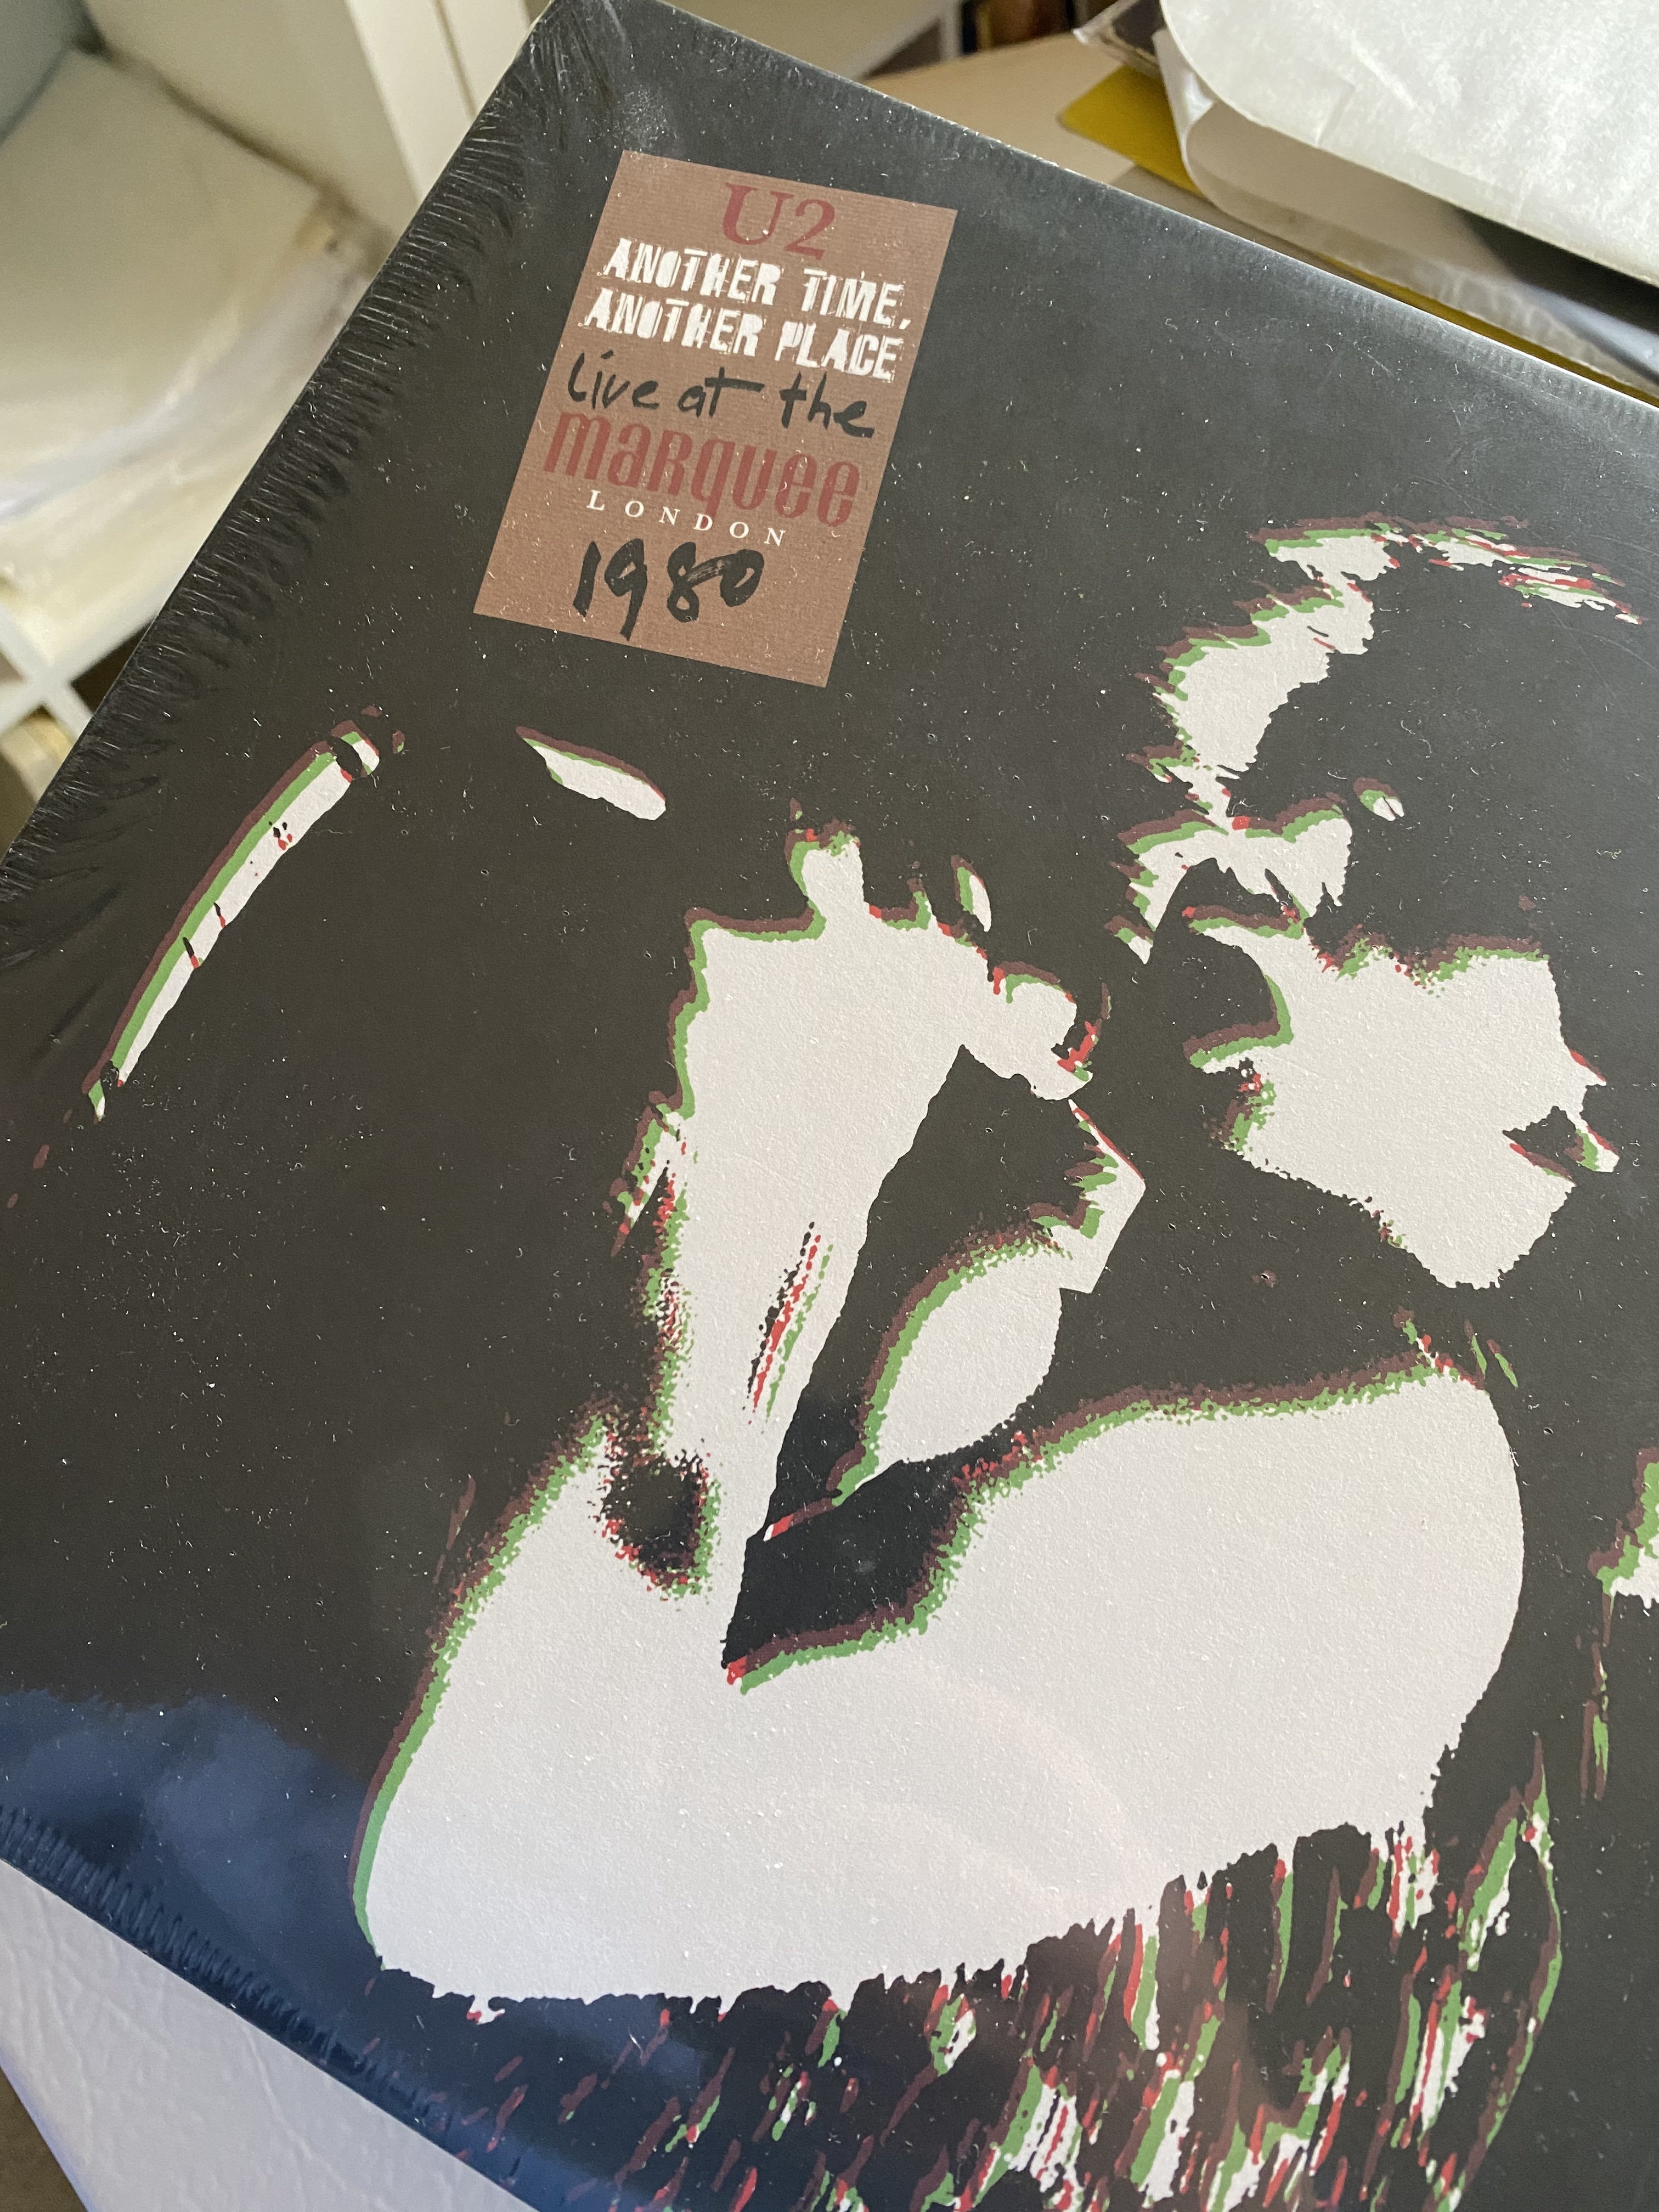 U2
ANOTHER TIME,
ANOTHER PLACE
live at the
marquee
LONDON
1980